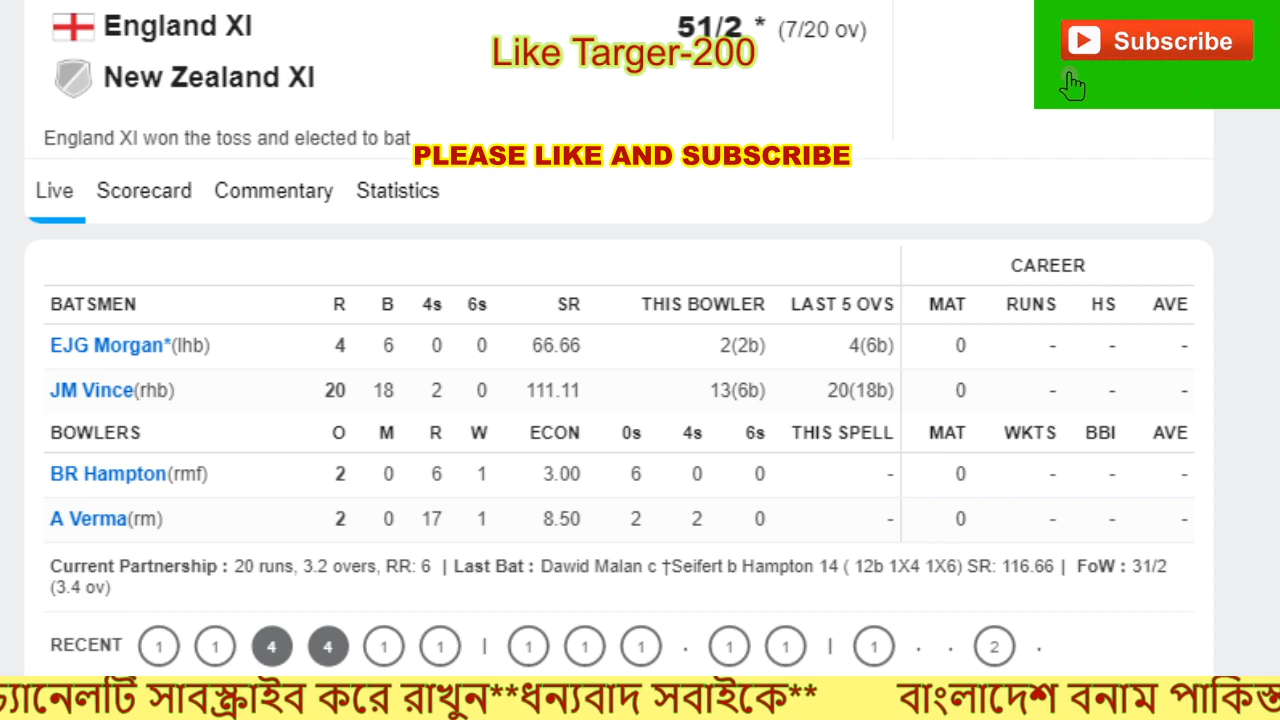 England XI 51/2 * (7/20 ov)
Like Targer-200
Subscribe
New Zealand XI
England XI won the toss and elected to bat
PLEASE LIKE AND SUBSCRIBE
Live Scorecard Commentary Statistics
CAREER
BATSMEN R B 4s 6s SR THIS BOWLER LAST 5 OVS MAT RUNS HS AVE
EJG Morgan*(lhb) 4 6 0 0 66.66 2(2b) 4(6b) 0 - - -
JM Vince(rhb) 20 18 2 0 111.11 13(6b) 20(18b) 0 - - -
BOWLERS O M R W ECON 0s 4s 6s THIS SPELL MAT WKTS BBI AVE
BR Hampton(rmf) 2 0 6 1 3.00 6 0 0 - 0 - - -
A Verma(rm) 2 0 17 1 8.50 2 2 0 - 0 - - -
Current Partnership : 20 runs, 3.2 overs, RR: 6 | Last Bat : Dawid Malan c †Seifert b Hampton 14 ( 12b 1X4 1X6) SR: 116.66 | FoW : 31/2
(3.4 ov)
RECENT 1 1 4 4 1 1 | 1 1 1 . 1 1 | 1 . . 2 .
চ্যানেলটি সাবস্ক্রাইব করে রাখুন**ধন্যবাদ সবাইকে** বাংলাদেশ বনাম পাকিস্ত